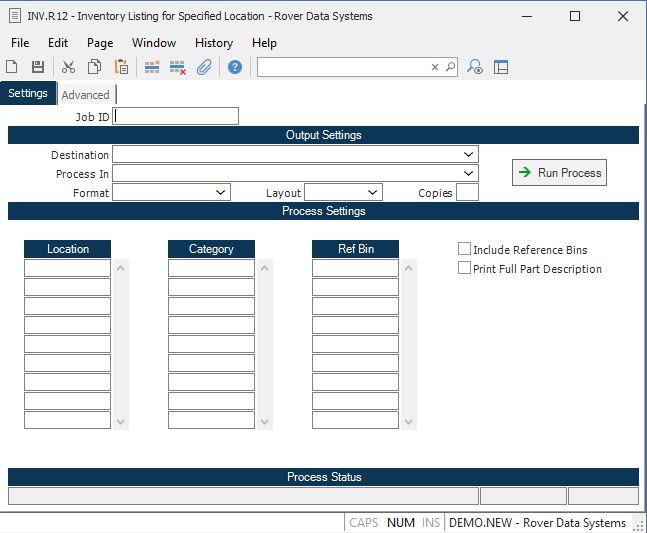 INV.R12 - Inventory Listing for Specified Location - Rover Data Systems
File Edit Page Window History Help
Settings Advanced
Job ID
Output Settings
Destination
Process In
Run Process
Format Layout Copies
Process Settings
Location Category Ref Bin
Include Reference Bins
Print Full Part Description
Process Status
CAPS NUM INS DEMO.NEW - Rover Data Systems